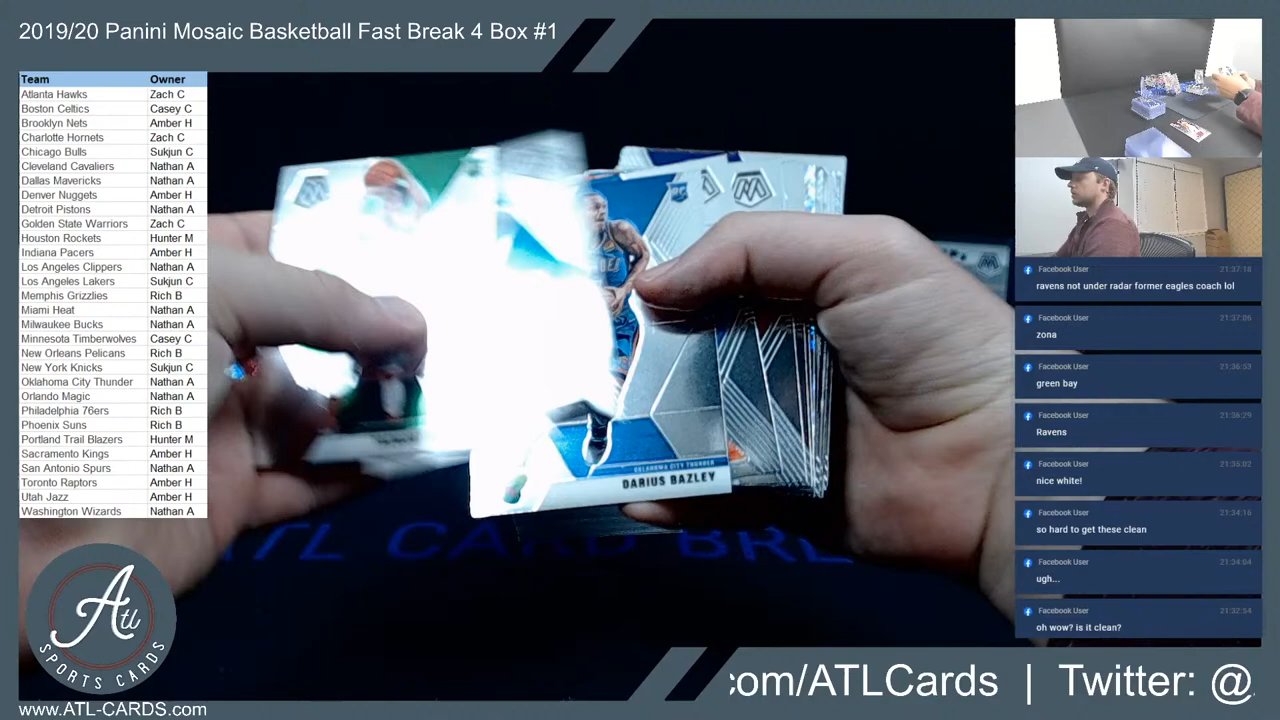 2019/20 Panini Mosaic Basketball Fast Break 4 Box #1
Team Owner
Atlanta Hawks Zach C
Boston Celtics Casey C
Brooklyn Nets Amber H
Charlotte Hornets Zach C
Chicago Bulls Sukjun C
Cleveland Cavaliers Nathan A
Dallas Mavericks Nathan A
Denver Nuggets Amber H
Detroit Pistons Nathan A
Golden State Warriors Zach C
Houston Rockets Hunter M
Indiana Pacers Amber H
Los Angeles Clippers Nathan A
Los Angeles Lakers Sukjun C
Memphis Grizzlies Rich B
Miami Heat Nathan A
Milwaukee Bucks Nathan A
Minnesota Timberwolves Casey C
New Orleans Pelicans Rich B
New York Knicks Sukjun C
Oklahoma City Thunder Nathan A
Orlando Magic Nathan A
Philadelphia 76ers Rich B
Phoenix Suns Rich B
Portland Trail Blazers Hunter M
Sacramento Kings Amber H
San Antonio Spurs Nathan A
Toronto Raptors Amber H
Utah Jazz Amber H
Washington Wizards Nathan A
RC
OKLAHOMA CITY THUNDER
DARIUS BAZLEY
ATL CARD BRE
Facebook User 21:37:18
ravens not under radar former eagles coach lol
Facebook User 21:37:06
zona
Facebook User 21:36:53
green bay
Facebook User 21:36:29
Ravens
Facebook User 21:35:02
nice white!
Facebook User 21:34:16
so hard to get these clean
Facebook User 21:34:04
ugh...
Facebook User 21:32:54
oh wow? is it clean?
Atl
SPORTS CARDS
www.ATL-CARDS.com
.com/ATLCards | Twitter: @